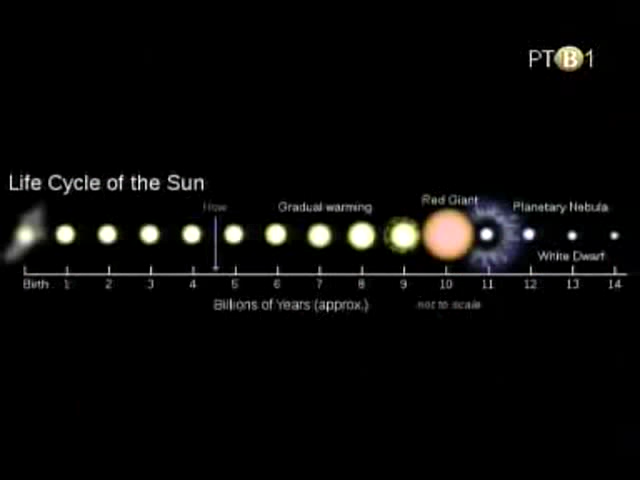 PTB1
Life Cycle of the Sun
Now
Gradual warming
Red Giant
Planetary Nebula
White Dwarf
Birth 1 2 3 4 5 6 7 8 9 10 11 12 13 14
Billions of Years (approx.)
not to scale